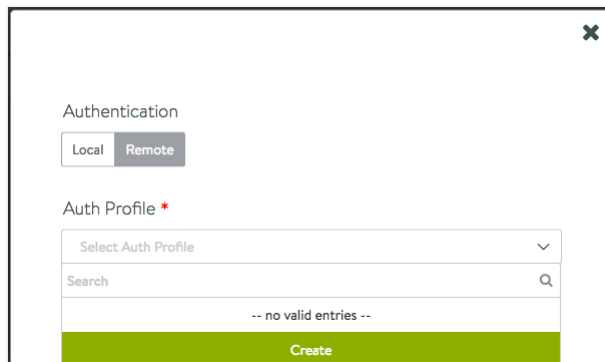 Authentication
Local Remote
Auth Profile *
Select Auth Profile
Search
-- no valid entries --
Create